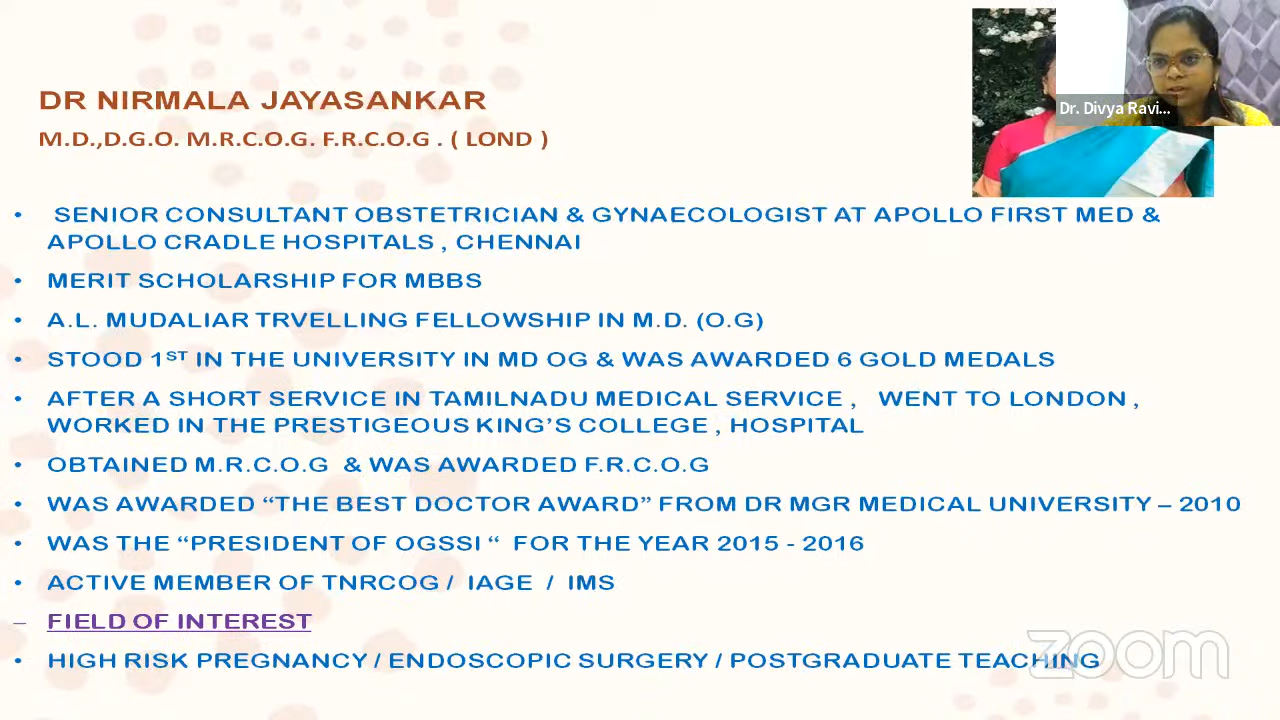 DR NIRMALA JAYASANKAR
M.D.,D.G.O. M.R.C.O.G. F.R.C.O.G . ( LOND )
Dr. Divya Ravi...
• SENIOR CONSULTANT OBSTETRICIAN & GYNAECOLOGIST AT APOLLO FIRST MED &
APOLLO CRADLE HOSPITALS , CHENNAI
• MERIT SCHOLARSHIP FOR MBBS
• A.L. MUDALIAR TRVELLING FELLOWSHIP IN M.D. (O.G)
• STOOD 1ST IN THE UNIVERSITY IN MD OG & WAS AWARDED 6 GOLD MEDALS
• AFTER A SHORT SERVICE IN TAMILNADU MEDICAL SERVICE , WENT TO LONDON ,
WORKED IN THE PRESTIGEOUS KING’S COLLEGE , HOSPITAL
• OBTAINED M.R.C.O.G & WAS AWARDED F.R.C.O.G
• WAS AWARDED “THE BEST DOCTOR AWARD” FROM DR MGR MEDICAL UNIVERSITY – 2010
• WAS THE “PRESIDENT OF OGSSI “ FOR THE YEAR 2015 - 2016
• ACTIVE MEMBER OF TNRCOG / IAGE / IMS
– FIELD OF INTEREST
• HIGH RISK PREGNANCY / ENDOSCOPIC SURGERY / POSTGRADUATE TEACHING
zoom